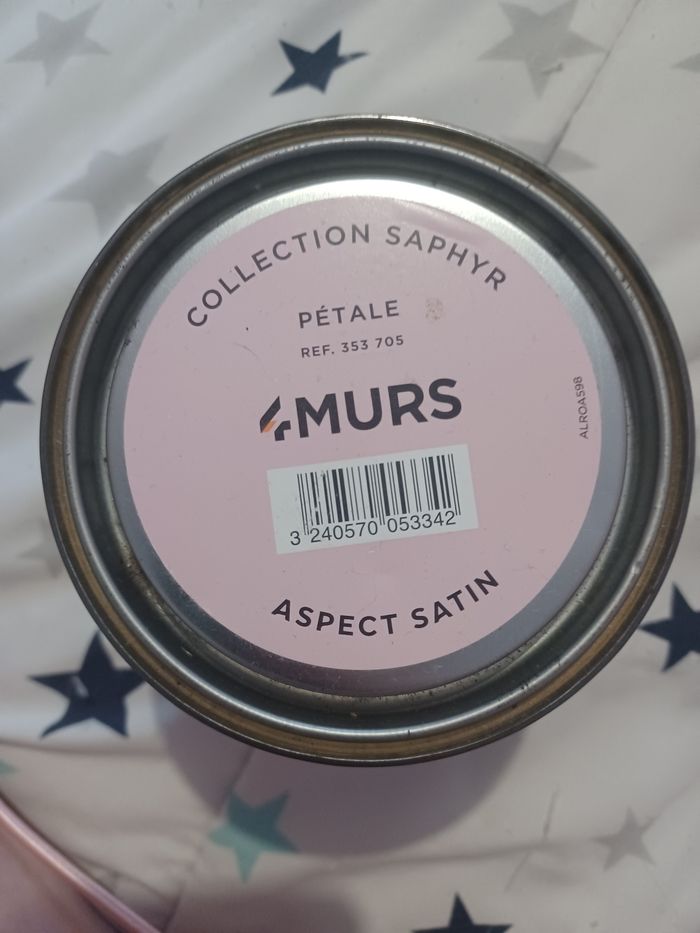 COLLECTION SAPHYR
PÉTALE
REF. 353 705
4MURS
ALROA598
3 240570 053342
ASPECT SATIN